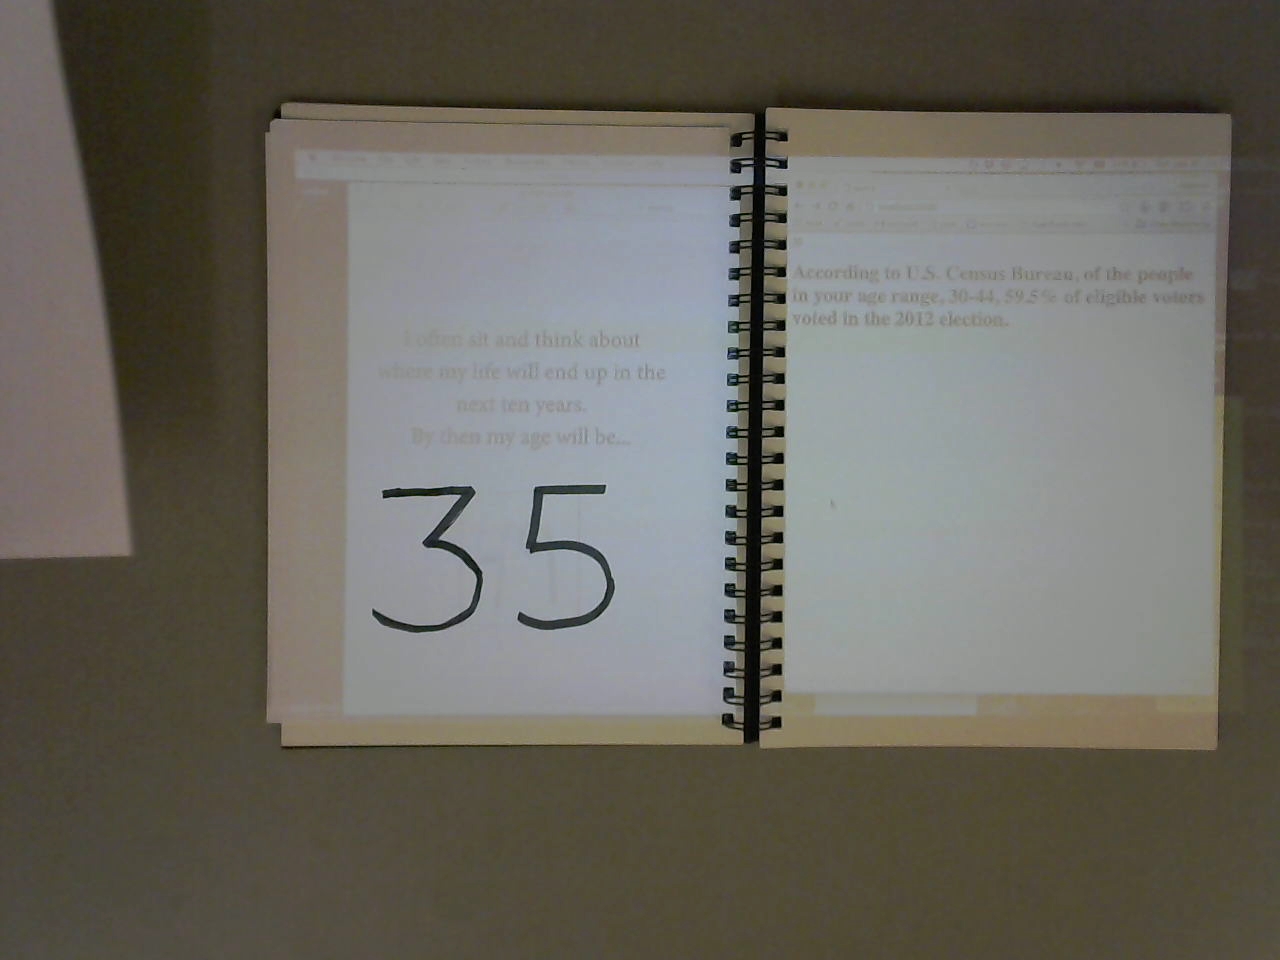 I often sit and think about
where my life will end up in the
next ten years.
By then my age will be...
35
According to U.S. Census Bureau, of the people
in your age range, 30-44, 59.5% of eligible voters
voted in the 2012 election.